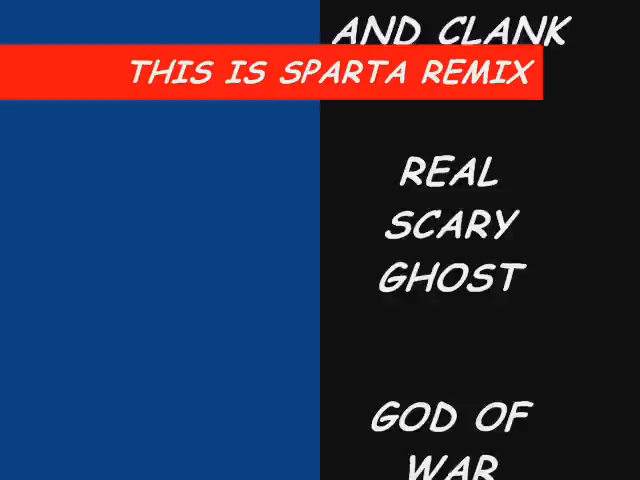 AND CLANK
THIS IS SPARTA REMIX
REAL
SCARY
GHOST
GOD OF
WAR